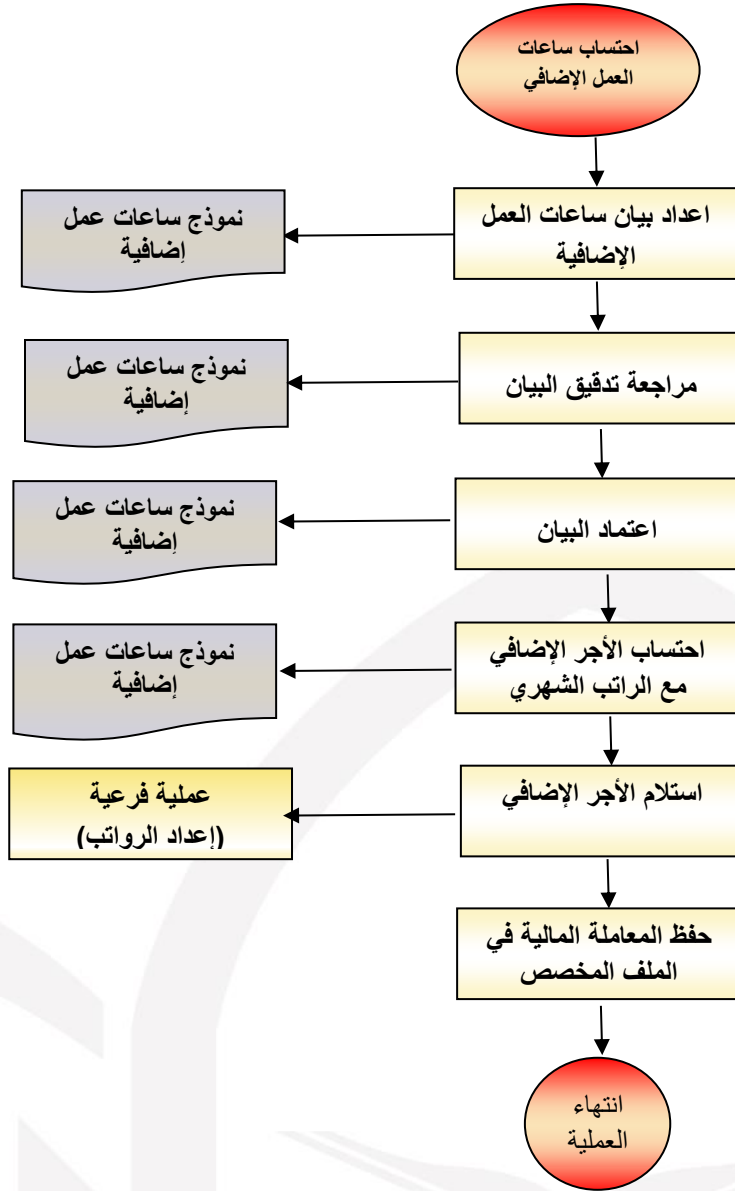 احتساب ساعات
العمل الإضافي
اعداد بيان ساعات العمل
الإضافية
نموذج ساعات عمل
إضافية
مراجعة تدقيق البيان
نموذج ساعات عمل
إضافية
اعتماد البيان
نموذج ساعات عمل
إضافية
احتساب الأجر الإضافي
مع الراتب الشهري
نموذج ساعات عمل
إضافية
استلام الأجر الإضافي
عملية فرعية
(إعداد الرواتب)
حفظ المعاملة المالية في
الملف المخصص
انتهاء
العملية